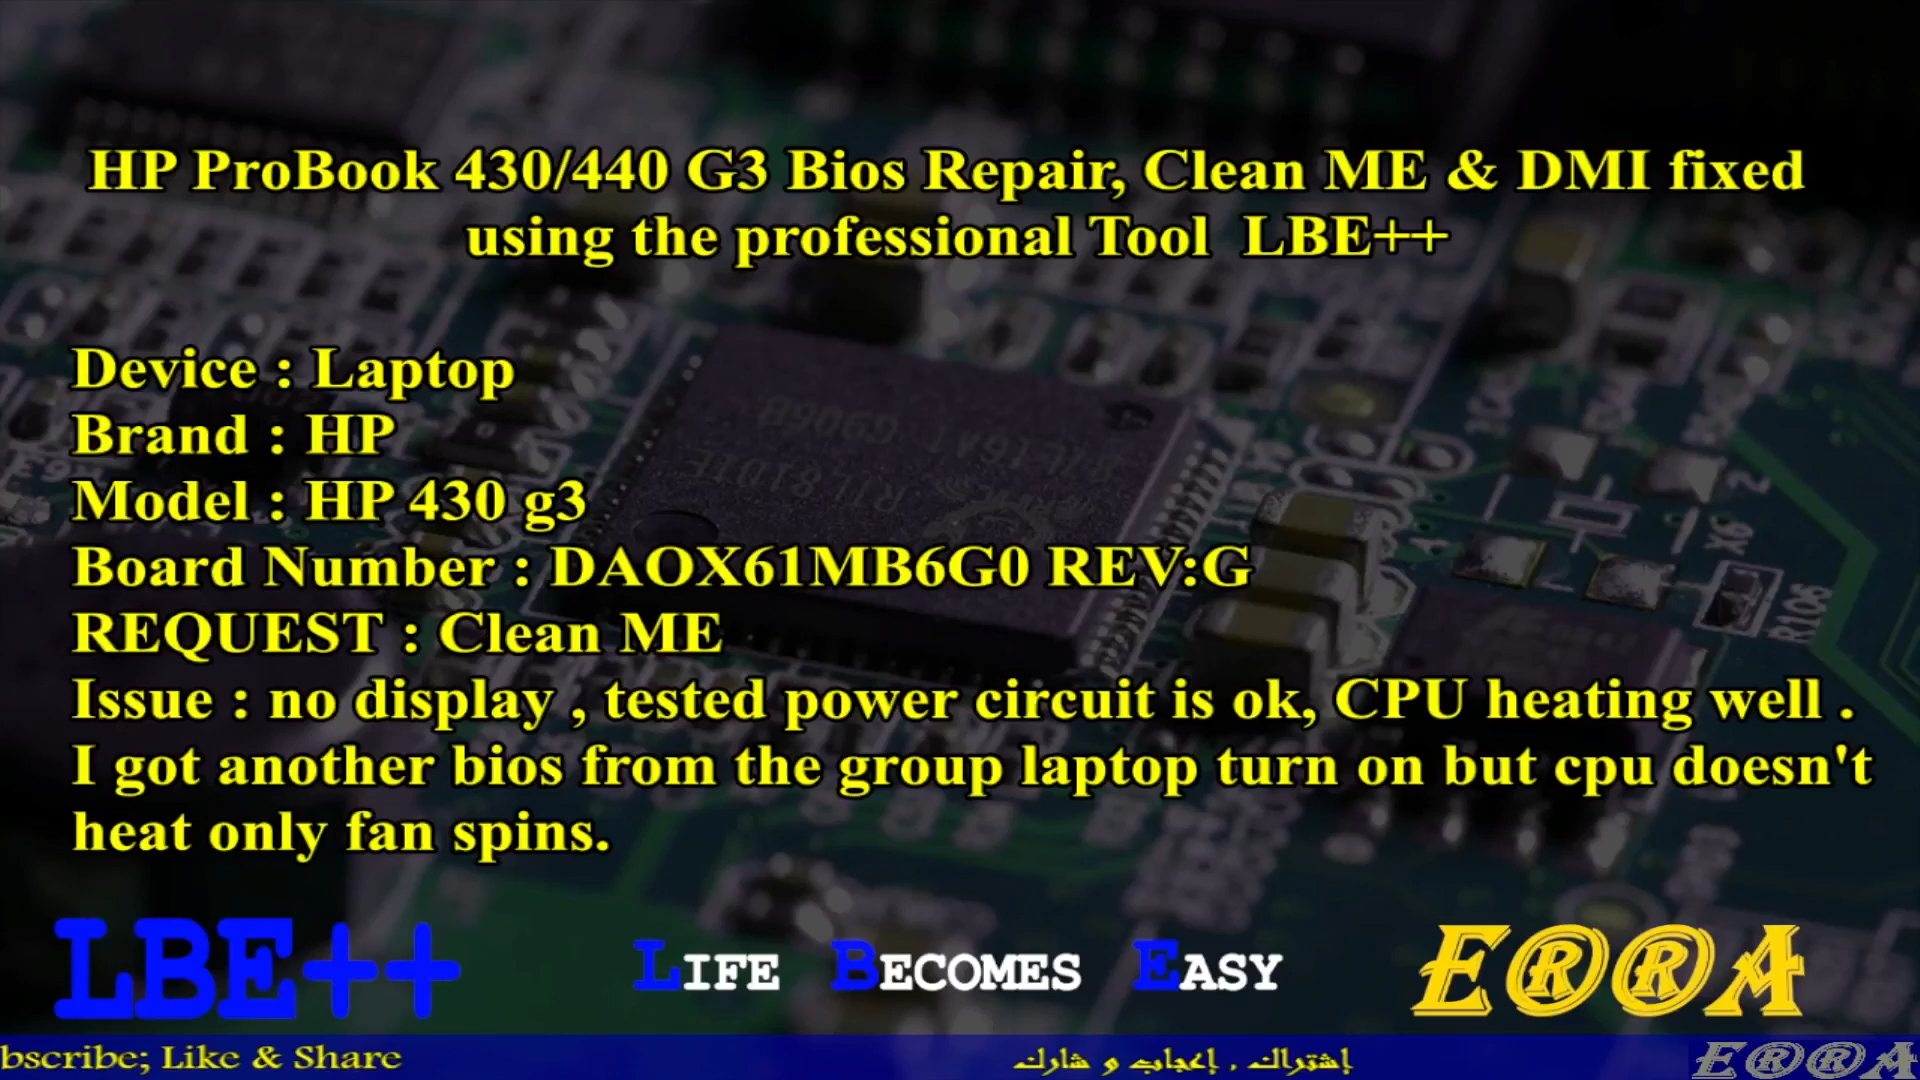 HP ProBook 430/440 G3 Bios Repair, Clean ME & DMI fixed
using the professional Tool LBE++
Device : Laptop
Brand : HP
Model : HP 430 g3
Board Number : DAOX61MB6G0 REV:G
REQUEST : Clean ME
Issue : no display , tested power circuit is ok, CPU heating well .
I got another bios from the group laptop turn on but cpu doesn't
heat only fan spins.
LBE++ LIFE BECOMES EASY ERRA
bscribe; Like & Share إشتراك , إعجاب و شارك ERRA